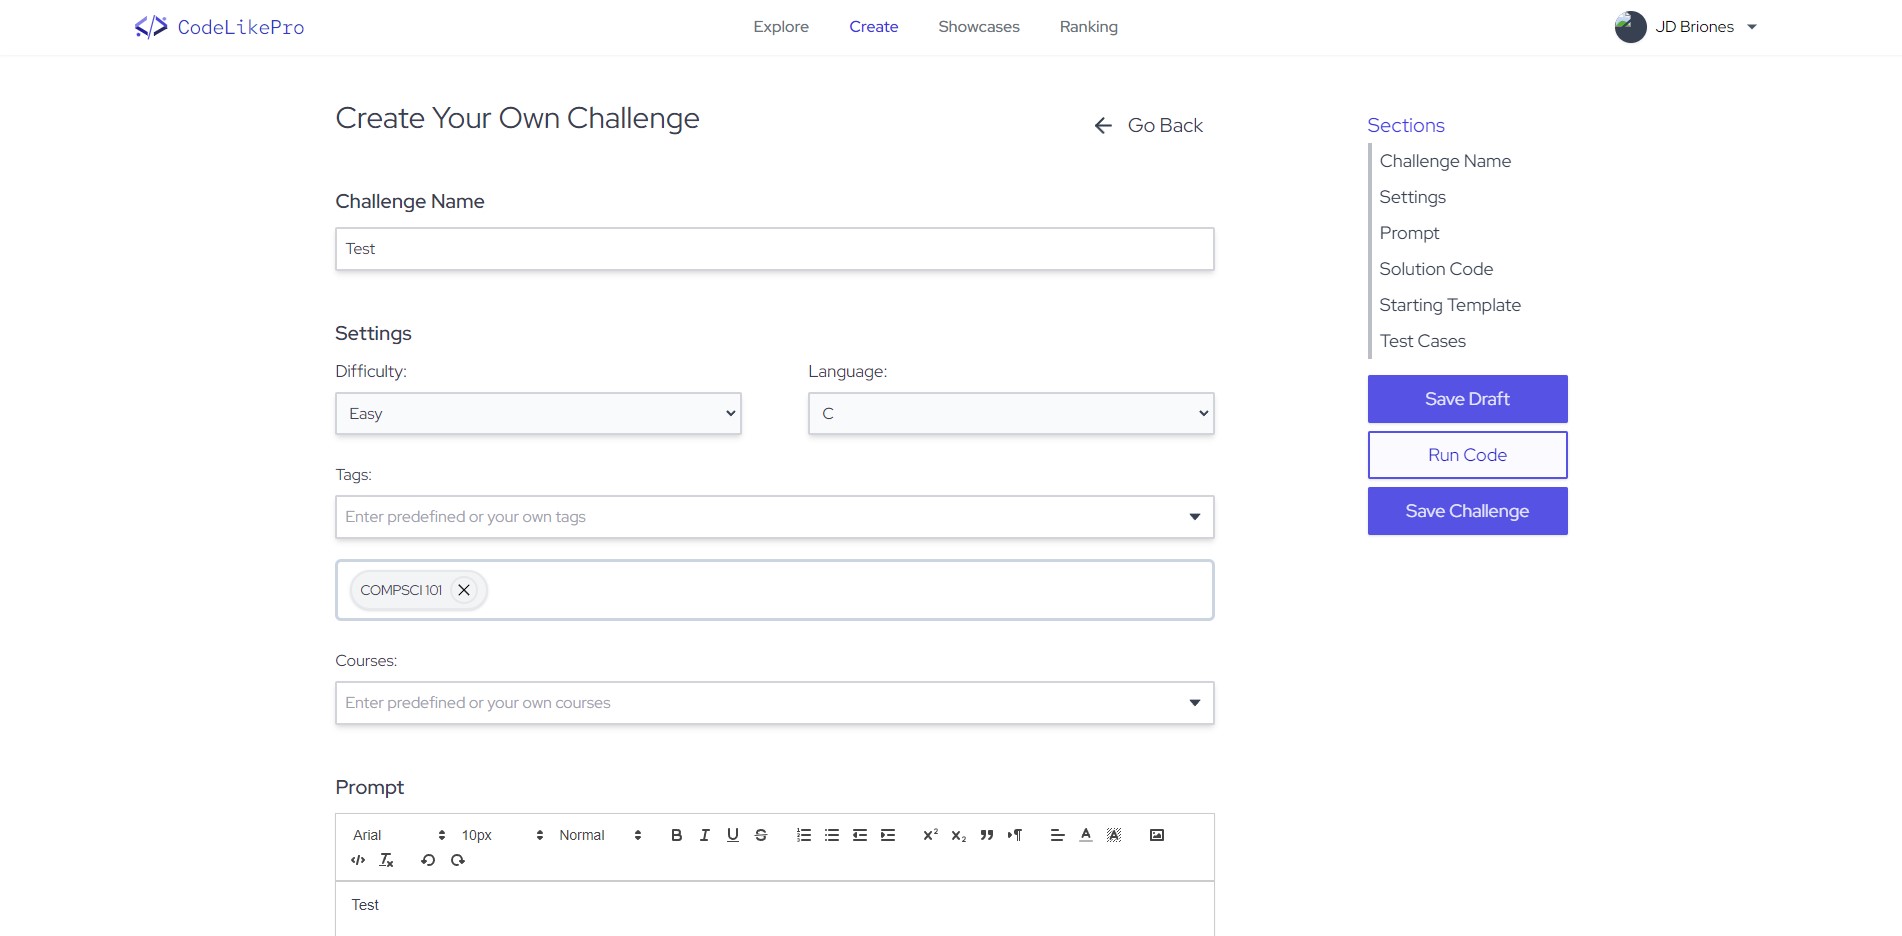 CodeLikePro
Explore Create Showcases Ranking
JD Briones
Create Your Own Challenge
Go Back
Challenge Name
Test
Settings
Difficulty: Language:
Easy C
Tags:
Enter predefined or your own tags
COMPSCI 101
Courses:
Enter predefined or your own courses
Prompt
Arial 10px Normal
Test
Sections
Challenge Name
Settings
Prompt
Solution Code
Starting Template
Test Cases
Save Draft
Run Code
Save Challenge